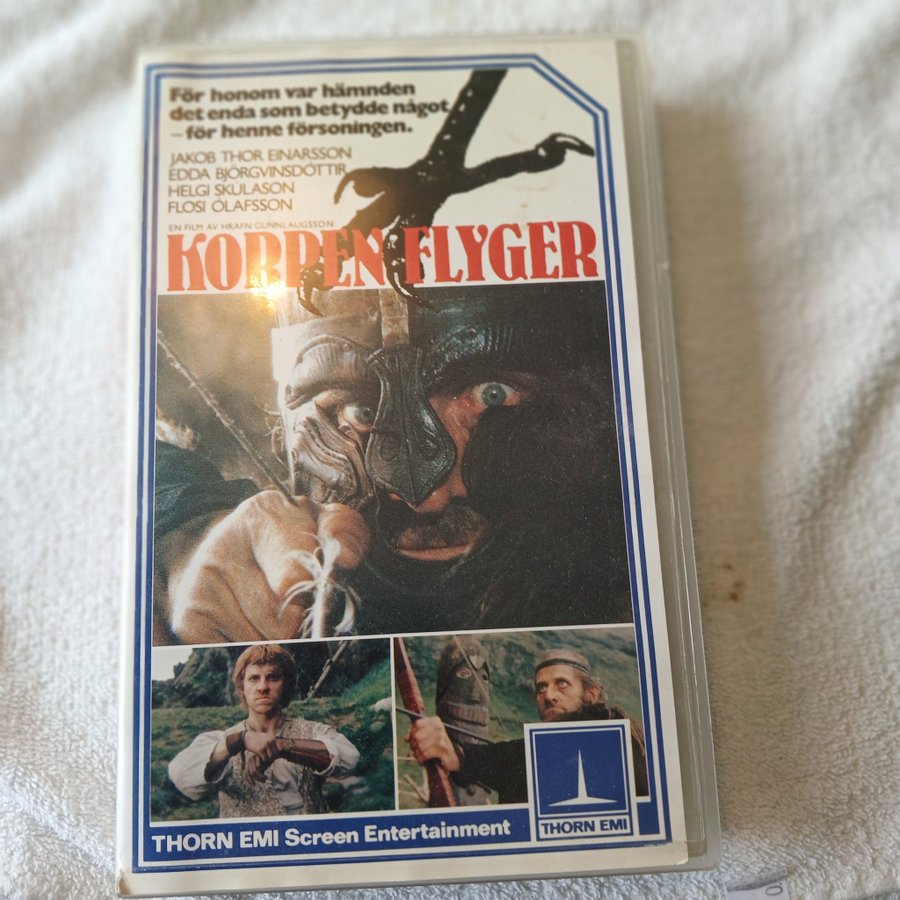 För honom var hämnden
det enda som betydde något
– för henne försoningen.
JAKOB THOR EINARSSON
EDDA BJÖRGVINSDÓTTIR
HELGI SKULASON
FLOSI ÓLAFSSON
EN FILM AV HRAFN GUNNLAUGSSON
KORPEN FLYGER
THORN EMI
THORN EMI Screen Entertainment